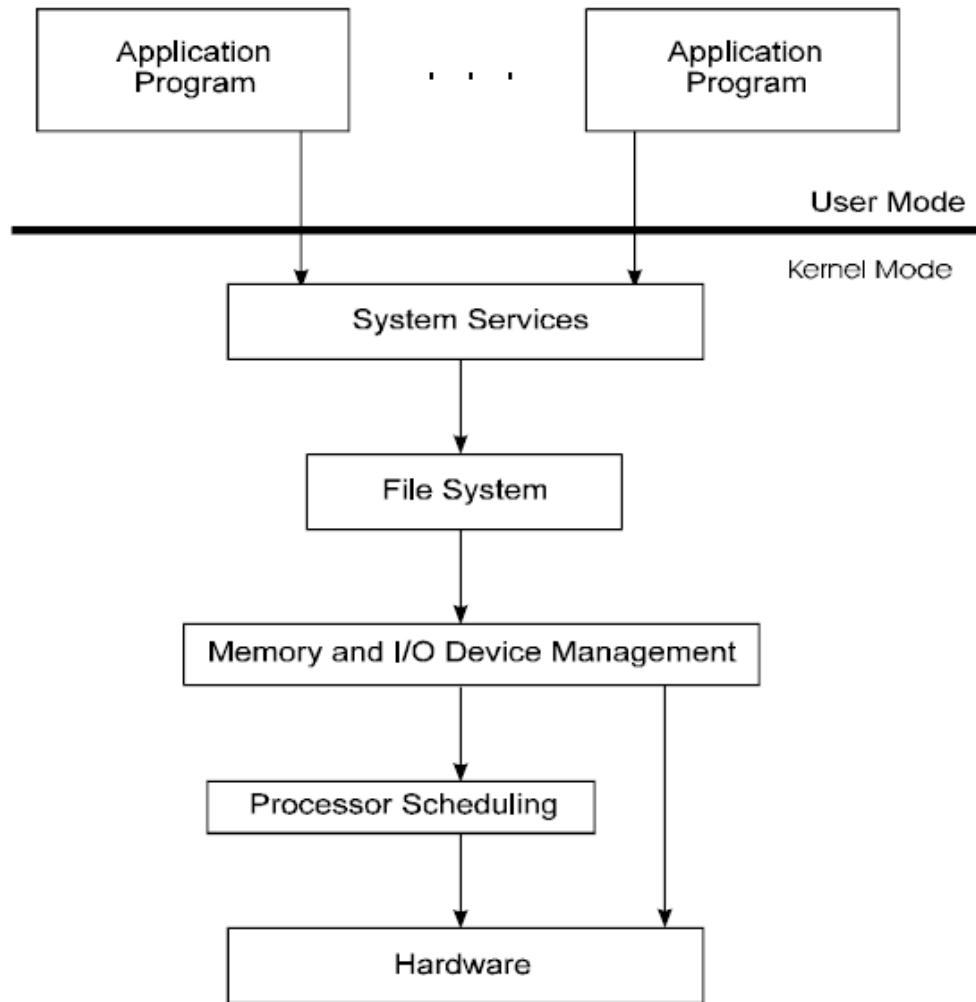 Application
Program
. . .
Application
Program
User Mode
Kernel Mode
System Services
File System
Memory and I/O Device Management
Processor Scheduling
Hardware